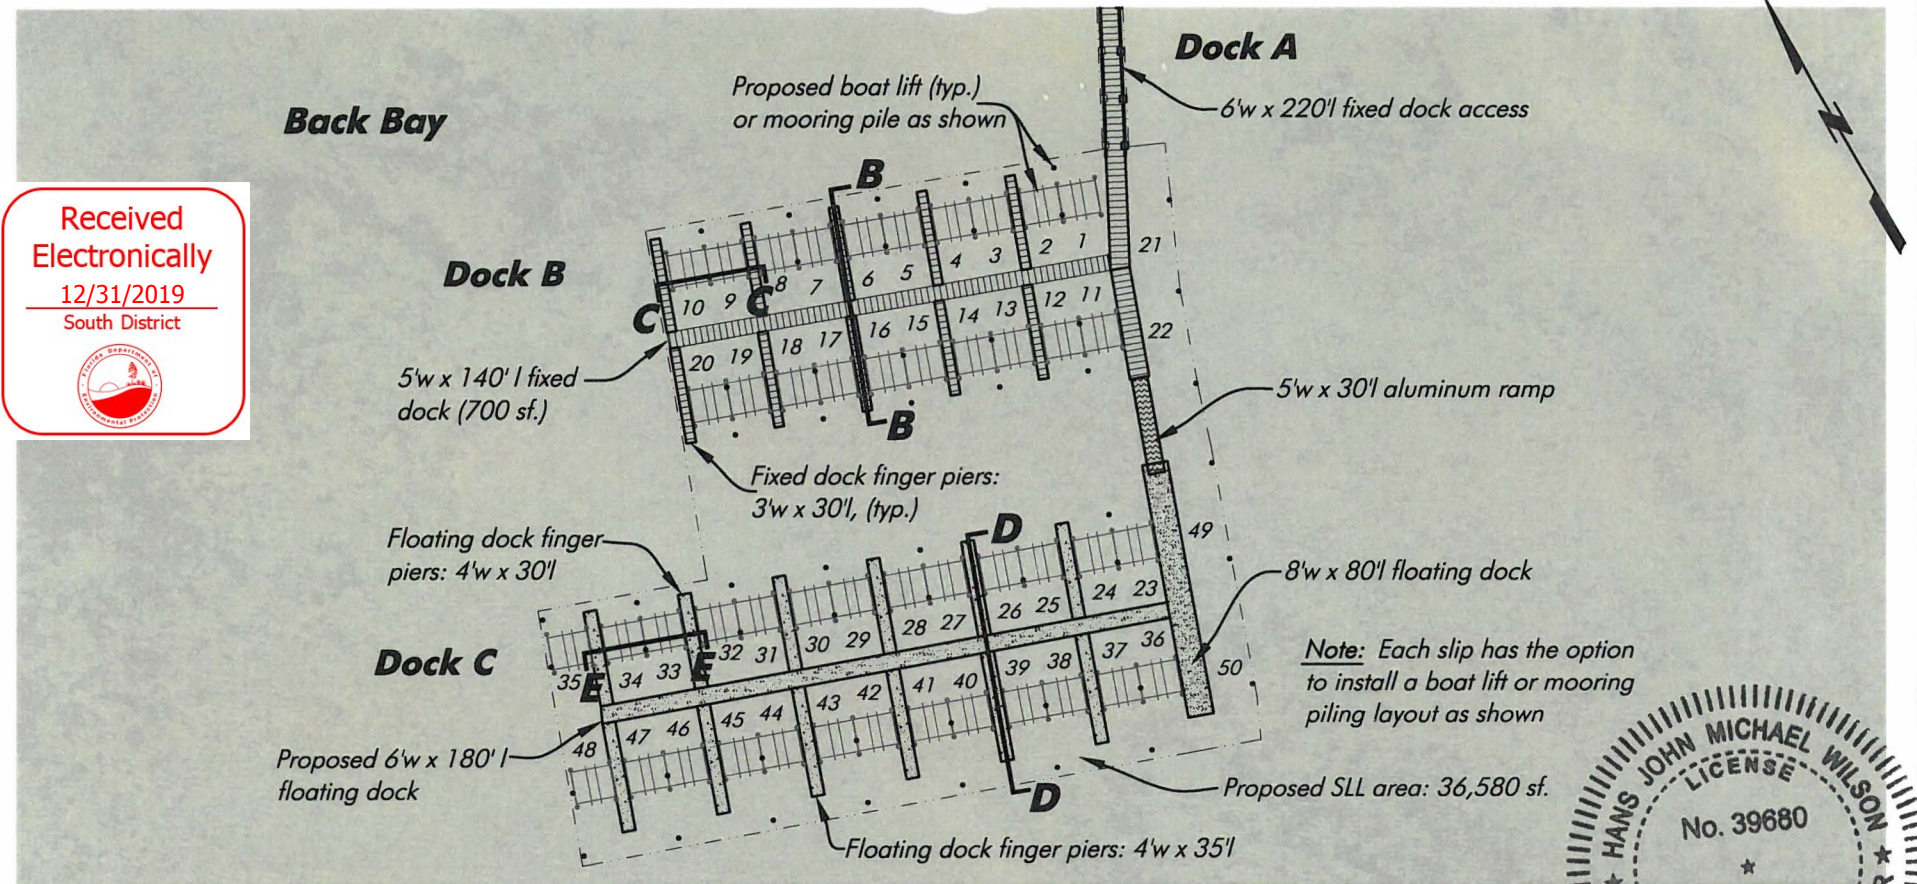 Dock A
Proposed boat lift (typ.)
or mooring pile as shown
6'w x 220'l fixed dock access
Back Bay
Received
Electronically
12/31/2019
South District
Florida Department of
Environmental Protection
B
Dock B
C
C
10 9 8 7 6 5 4 3 2 1 21
20 19 18 17 16 15 14 13 12 11 22
5'w x 140' l fixed
dock (700 sf.)
B
5'w x 30'l aluminum ramp
Fixed dock finger piers:
3'w x 30'l, (typ.)
Floating dock finger
piers: 4'w x 30'l
D
49
8'w x 80'l floating dock
Dock C
35 34 33 32 31 30 29 28 27 26 25 24 23
E
E
48 47 46 45 44 43 42 41 40 39 38 37 36 50
Note: Each slip has the option
to install a boat lift or mooring
piling layout as shown
Proposed 6'w x 180' l
floating dock
D
Proposed SLL area: 36,580 sf.
Floating dock finger piers: 4'w x 35'l
HANS JOHN MICHAEL WILSON
LICENSE
No. 39680